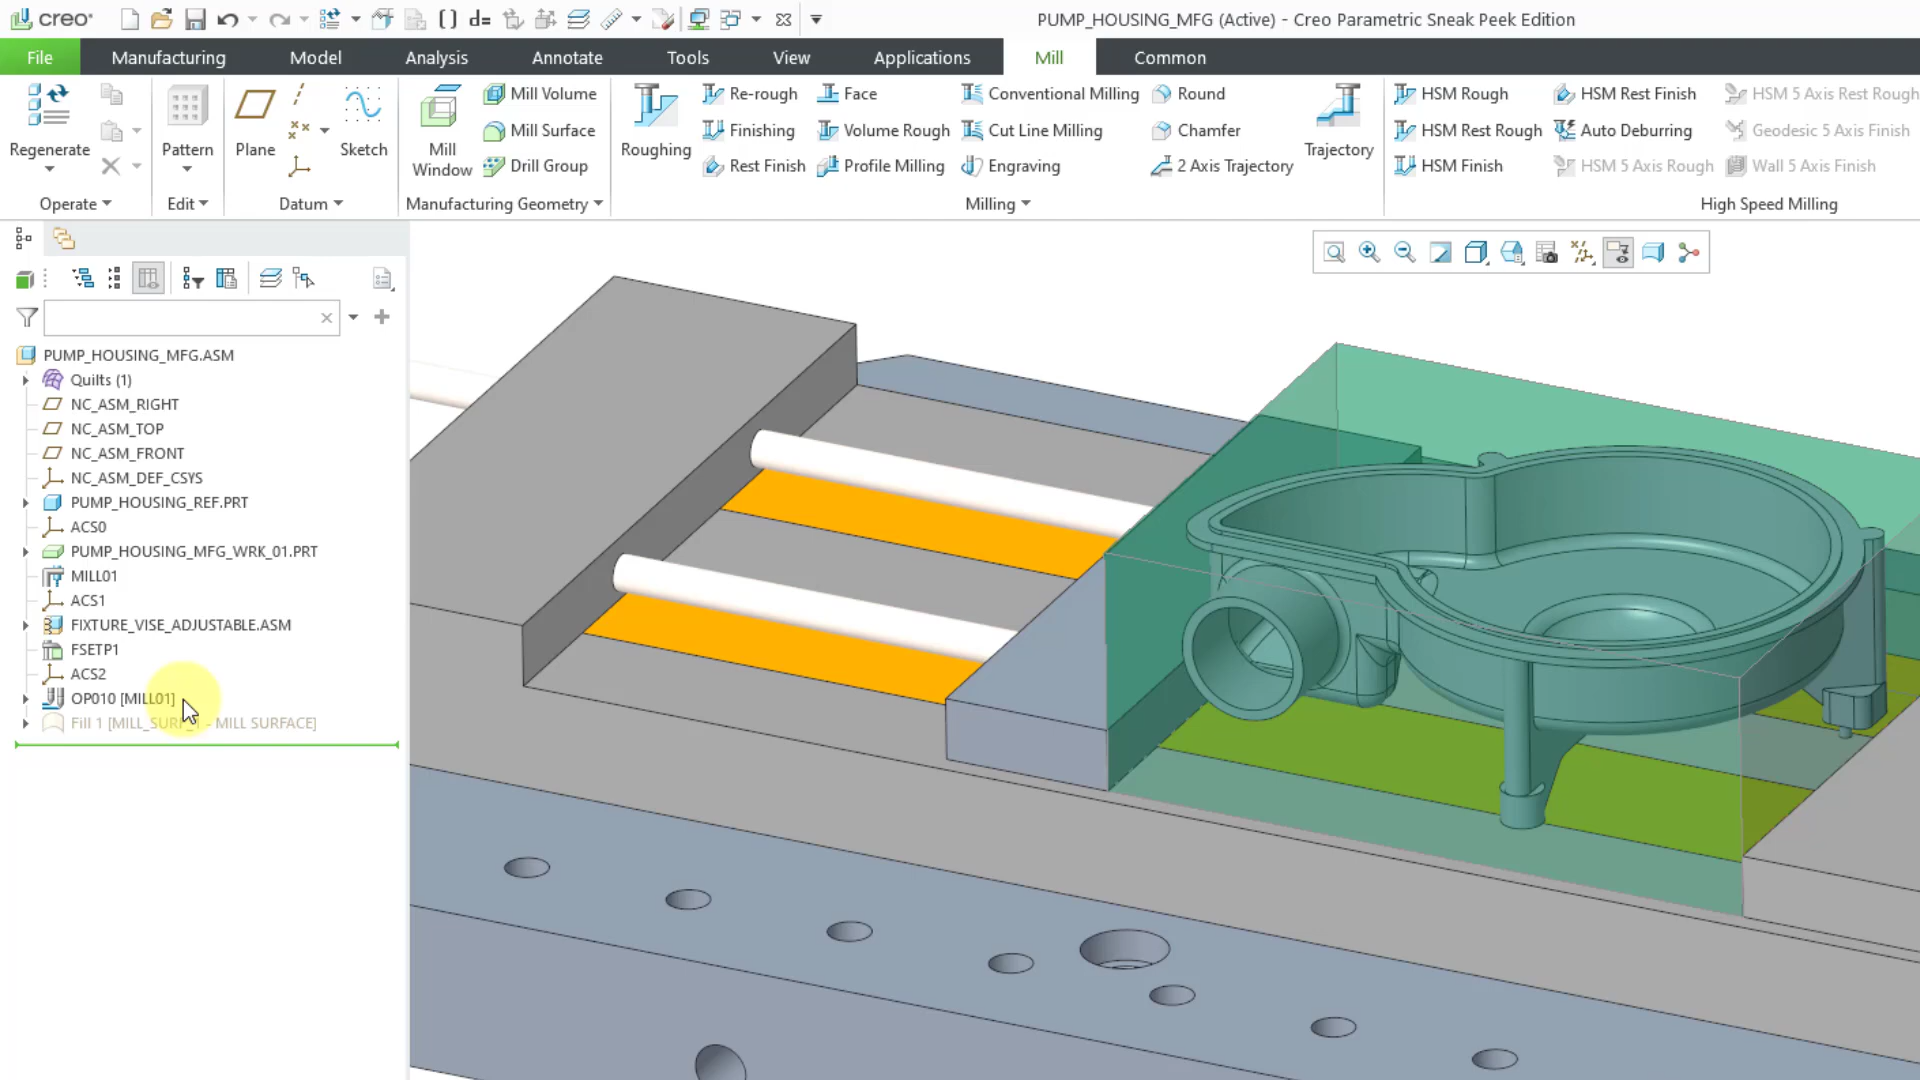 creo
d=
PUMP_HOUSING_MFG (Active) - Creo Parametric Sneak Peek Edition
File Manufacturing Model Analysis Annotate Tools View Applications Mill Common
Regenerate
Operate
Pattern
Edit
Plane
Sketch
Datum
Mill Window
Mill Volume
Mill Surface
Drill Group
Manufacturing Geometry
Roughing
Re-rough
Finishing
Rest Finish
Face
Volume Rough
Profile Milling
Conventional Milling
Cut Line Milling
Engraving
Round
Chamfer
2 Axis Trajectory
Trajectory
Milling
HSM Rough
HSM Rest Rough
HSM Finish
HSM Rest Finish
Auto Deburring
HSM 5 Axis Rough
HSM 5 Axis Rest Rough
Geodesic 5 Axis Finish
Wall 5 Axis Finish
High Speed Milling
PUMP_HOUSING_MFG.ASM
Quilts (1)
NC_ASM_RIGHT
NC_ASM_TOP
NC_ASM_FRONT
NC_ASM_DEF_CSYS
PUMP_HOUSING_REF.PRT
ACS0
PUMP_HOUSING_MFG_WRK_01.PRT
MILL01
ACS1
FIXTURE_VISE_ADJUSTABLE.ASM
FSETP1
ACS2
OP010 [MILL01]
Fill 1 - MILL SURFACE]